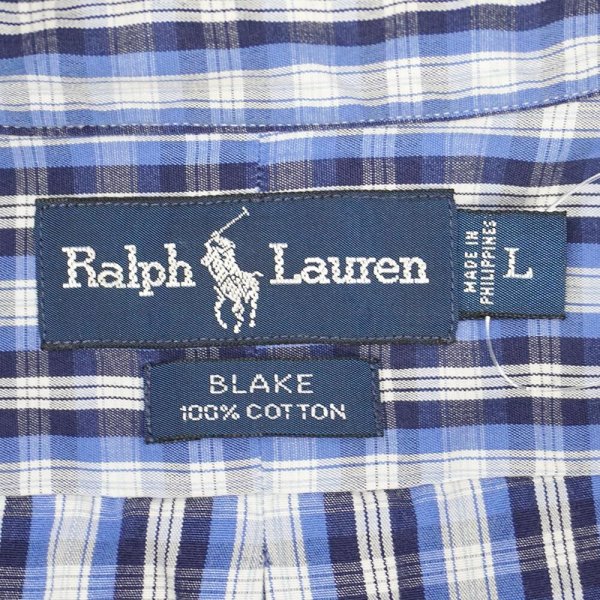 Ralph Lauren
MADE IN
PHILIPPINES
L
BLAKE
100% COTTON